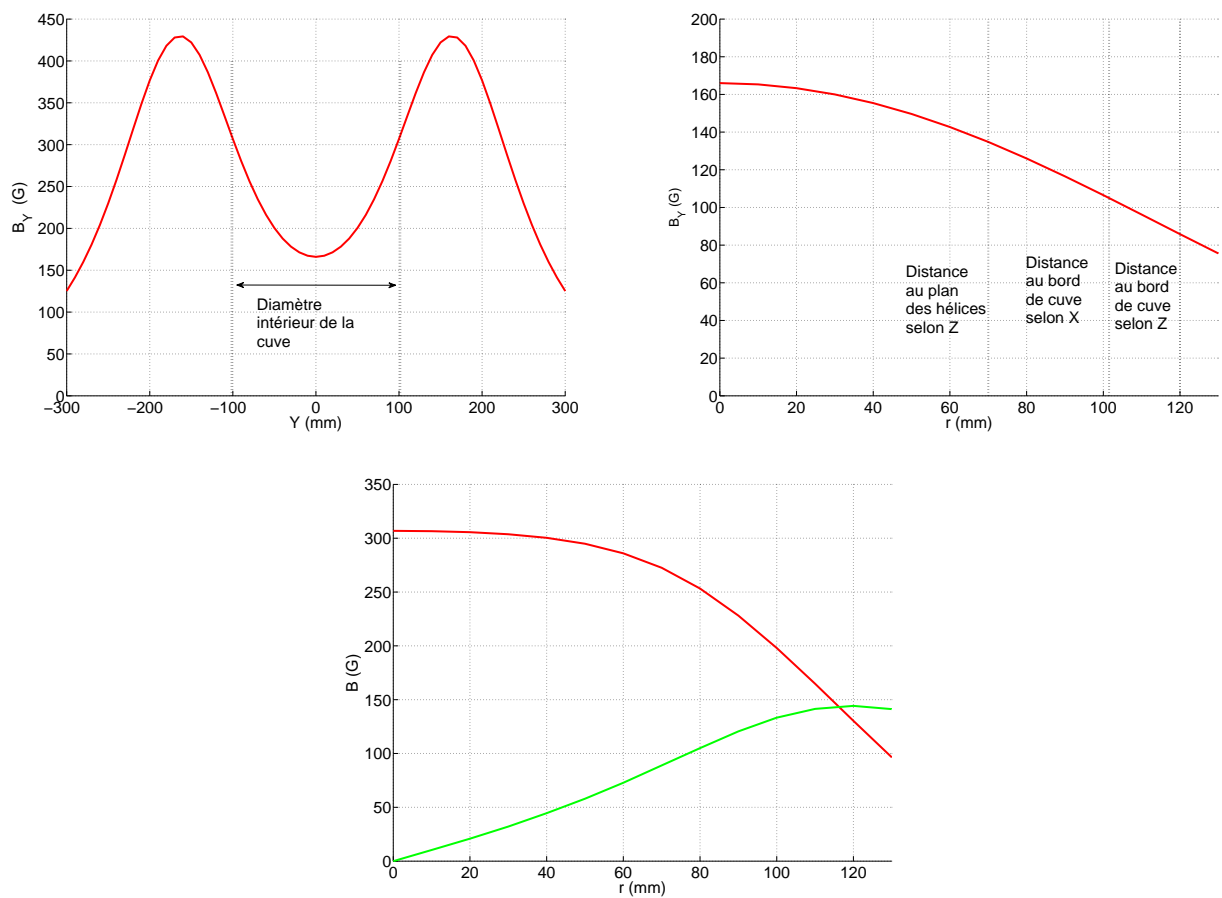 450
400
350
300
250
200
150
100
50
0
B_Y (G)
−300
−200
−100
0
100
200
300
Y (mm)
Diamètre
intérieur de la
cuve
200
180
160
140
120
100
80
60
40
20
0
B_Y (G)
0
20
40
60
80
100
120
r (mm)
Distance
au plan
des hélices
selon Z
Distance
au bord
de cuve
selon X
Distance
au bord
de cuve
selon Z
350
300
250
200
150
100
50
0
B (G)
0
20
40
60
80
100
120
r (mm)